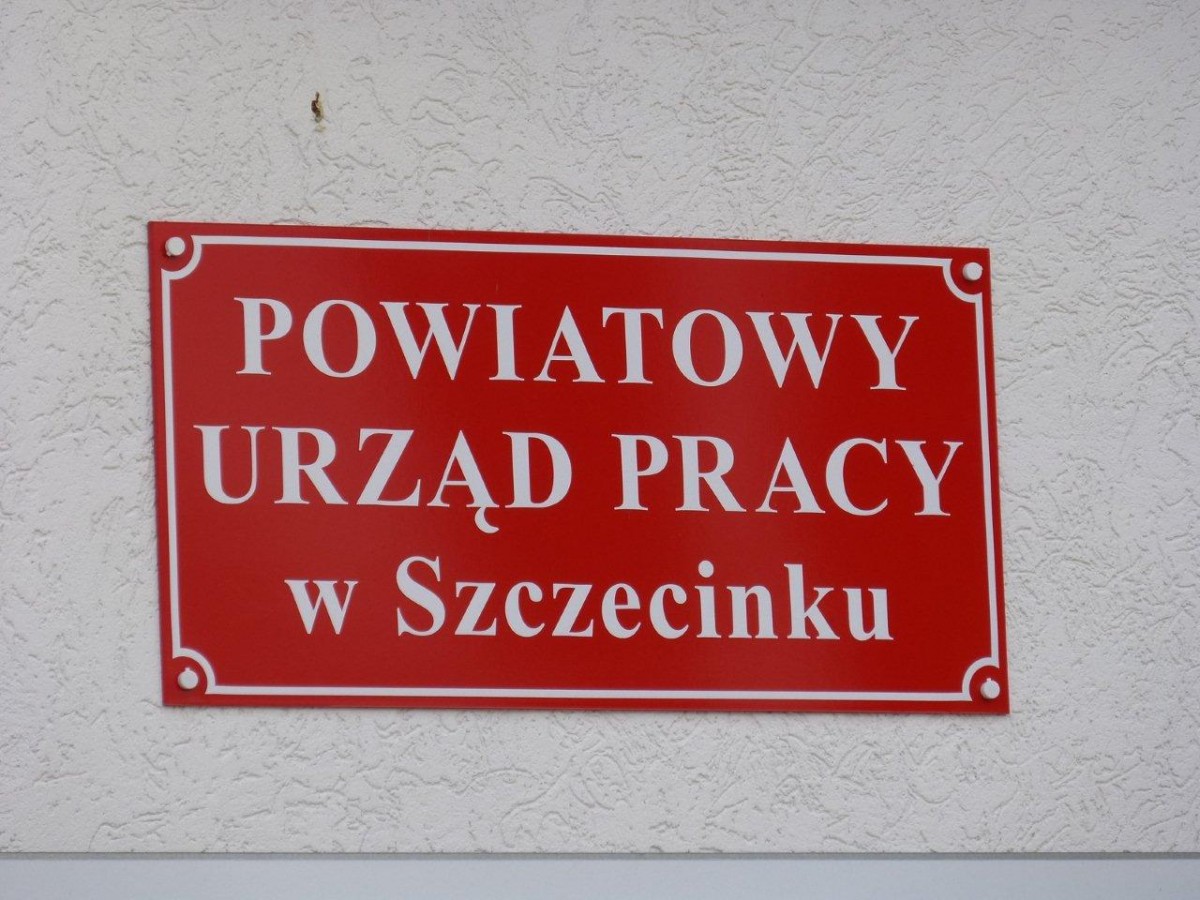 POWIATOWY
URZĄD PRACY
w Szczecinku